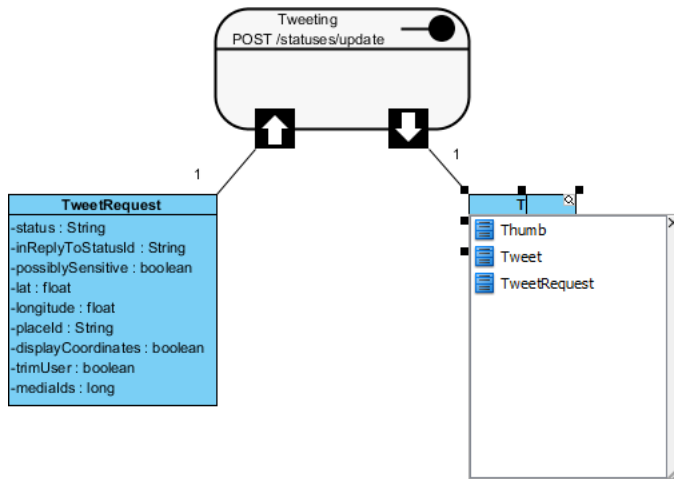 Tweeting
POST /statuses/update
1
1
TweetRequest
-status : String
-inReplyToStatusId : String
-possiblySensitive : boolean
-lat : float
-longitude : float
-placeId : String
-displayCoordinates : boolean
-trimUser : boolean
-mediaIds : long
T
Thumb
Tweet
TweetRequest